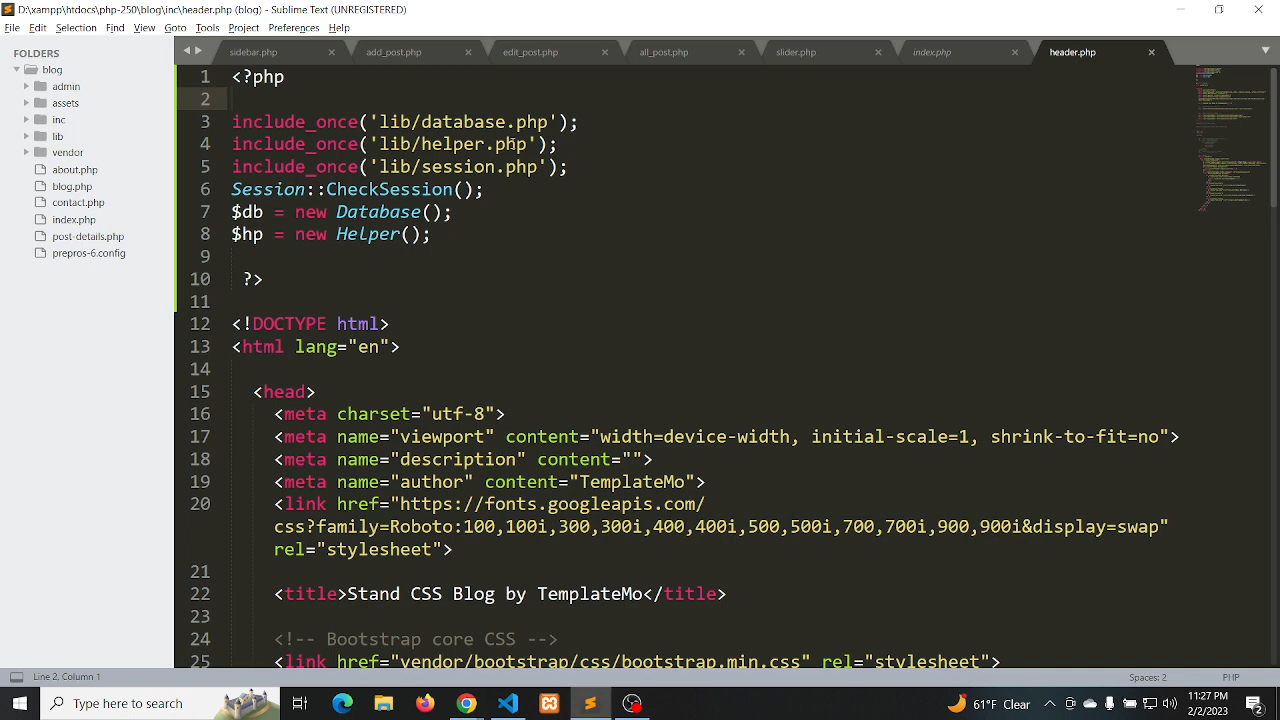 D:\xampp\htdocs\php-250\blog\inc\header.php (blog) - Sublime Text (UNREGISTERED)
File Edit Selection Find View Goto Tools Project Preferences Help
FOLDERS
blog
admin
assets
inc
lib
vendor
about.php
blog.php
contact.php
index.php
post-details.php
prepros-6.config
sidebar.php add_post.php edit_post.php all_post.php slider.php index.php header.php
1 <?php
2
3 include_once('lib/database.php');
4 include_once('lib/helper.php');
5 include_once('lib/session.php');
6 Session::CheckSession();
7 $db = new Database();
8 $hp = new Helper();
9
10 ?>
11
12 <!DOCTYPE html>
13 <html lang="en">
14
15 <head>
16 <meta charset="utf-8">
17 <meta name="viewport" content="width=device-width, initial-scale=1, shrink-to-fit=no">
18 <meta name="description" content="">
19 <meta name="author" content="TemplateMo">
20 <link href="https://fonts.googleapis.com/
css?family=Roboto:100,100i,300,300i,400,400i,500,500i,700,700i,900,900i&display=swap"
rel="stylesheet">
21
22 <title>Stand CSS Blog by TemplateMo</title>
23
24 <!-- Bootstrap core CSS -->
25 <link href="vendor/bootstrap/css/bootstrap.min.css" rel="stylesheet">
Line 2, Column 1 Spaces: 2 PHP
Type here to search
61°F Clear
11:27 PM
2/2/2023
2